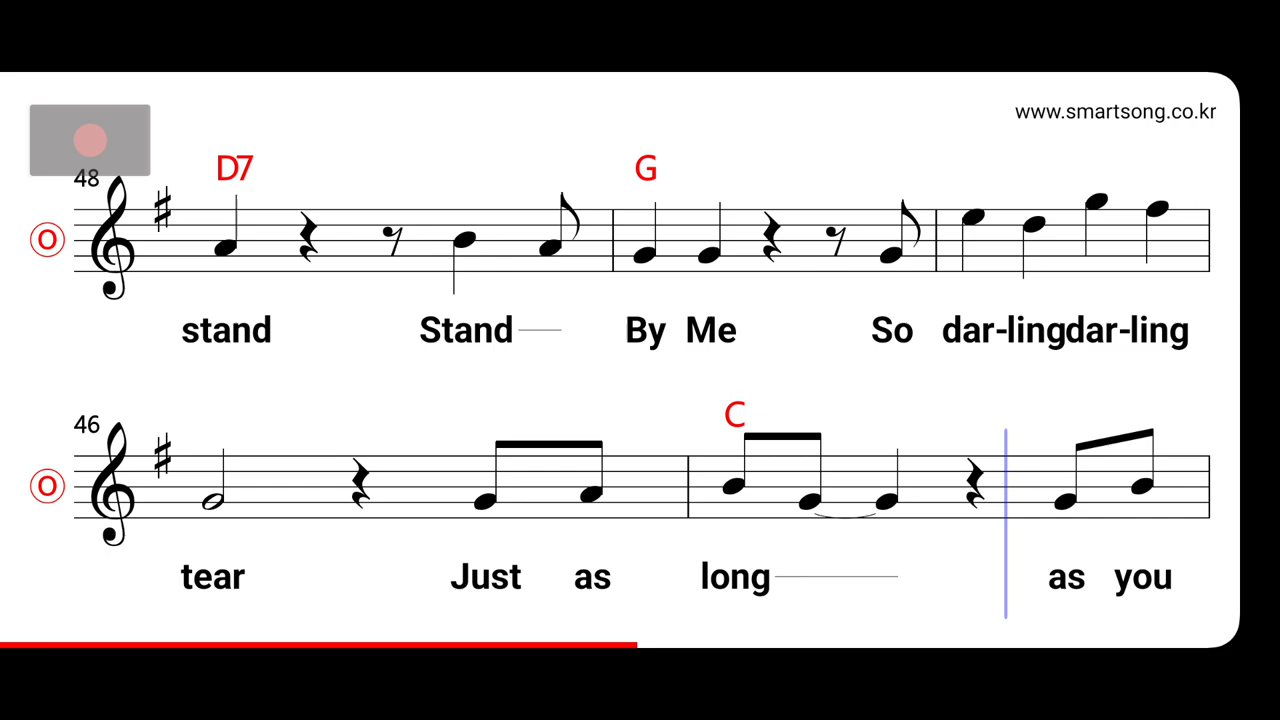 www.smartsong.co.kr
48
D7 G
O
stand Stand By Me So dar-lingdar-ling
46
C
O
tear Just as long as you